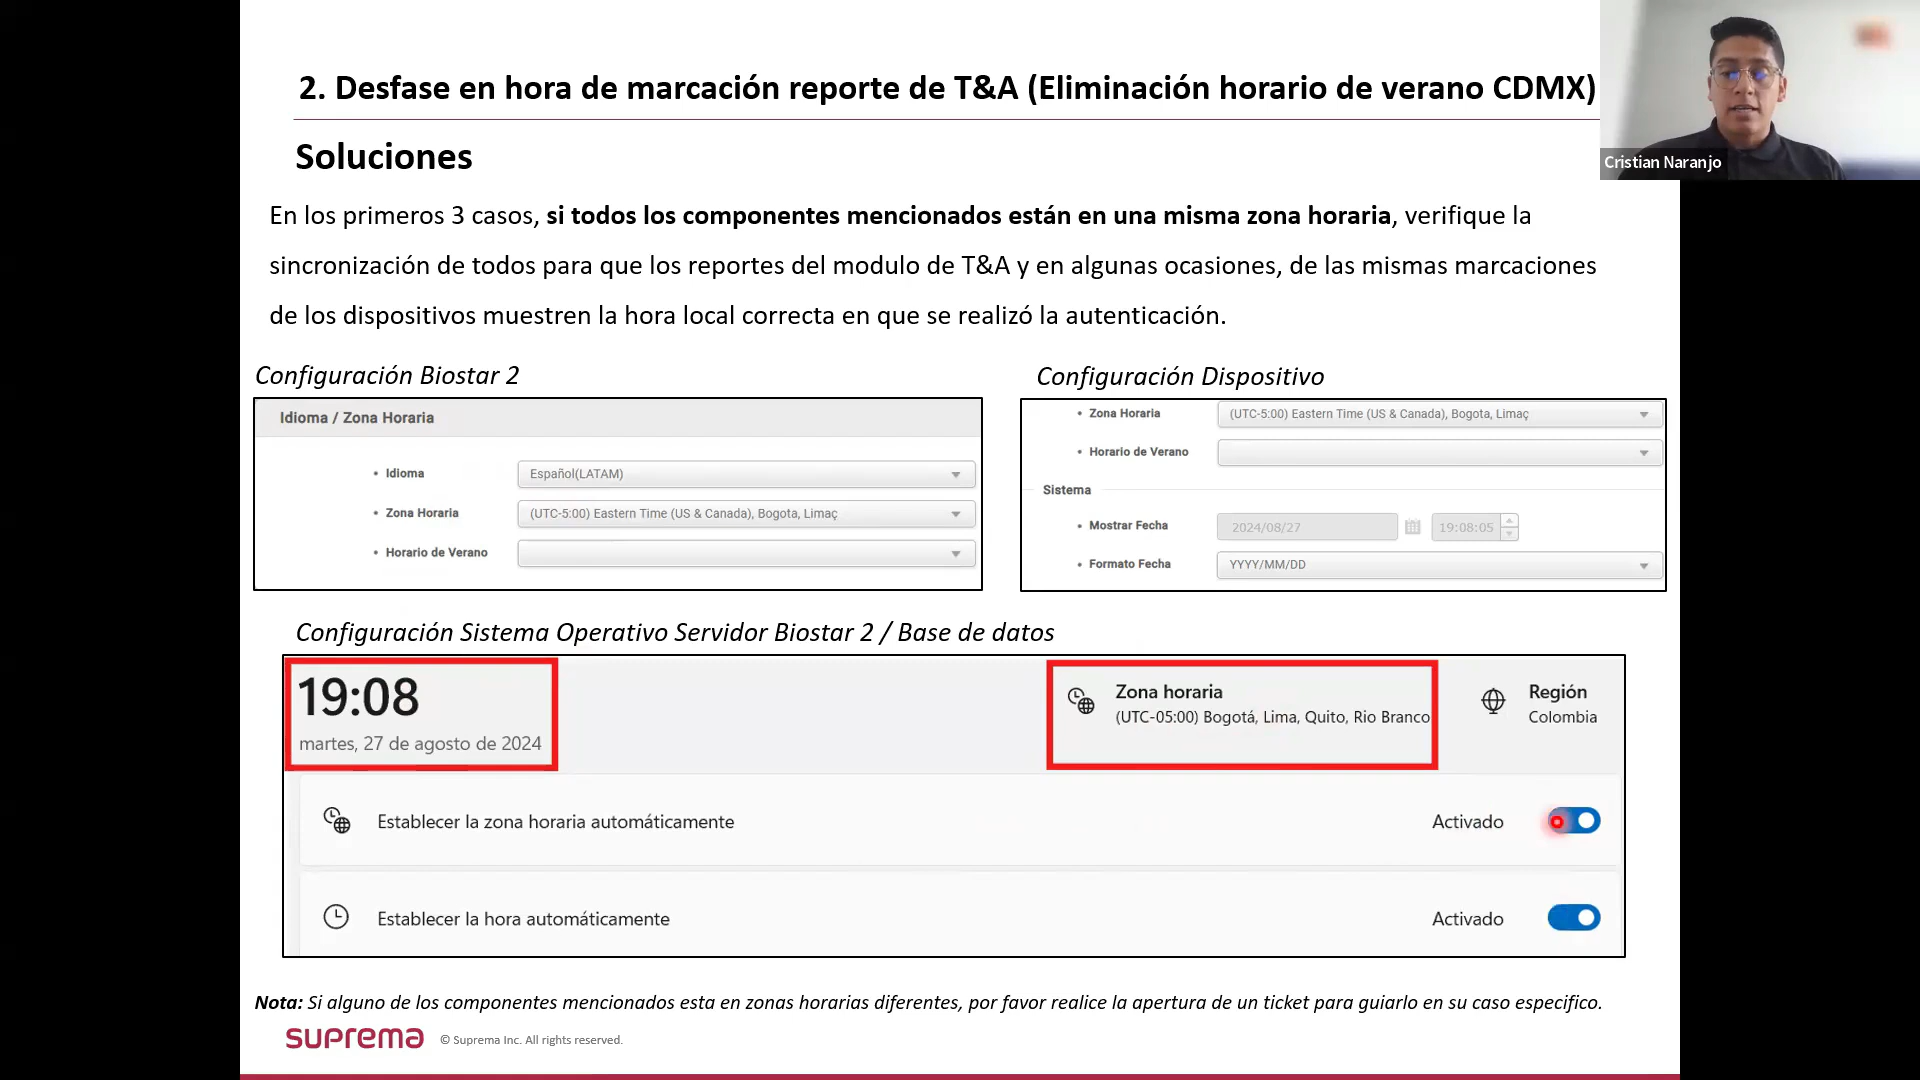 2. Desfase en hora de marcación reporte de T&A (Eliminación horario de verano CDMX)
Cristian Naranjo
Soluciones
En los primeros 3 casos, si todos los componentes mencionados están en una misma zona horaria, verifique la
sincronización de todos para que los reportes del modulo de T&A y en algunas ocasiones, de las mismas marcaciones
de los dispositivos muestren la hora local correcta en que se realizó la autenticación.
Configuración Biostar 2
Idioma / Zona Horaria
• Idioma Español(LATAM)
• Zona Horaria (UTC-5:00) Eastern Time (US & Canada), Bogota, Limaç
• Horario de Verano
Configuración Dispositivo
• Zona Horaria (UTC-5:00) Eastern Time (US & Canada), Bogota, Limaç
• Horario de Verano
Sistema
• Mostrar Fecha 2024/08/27 19:08:05
• Formato Fecha YYYY/MM/DD
Configuración Sistema Operativo Servidor Biostar 2 / Base de datos
19:08
martes, 27 de agosto de 2024
Zona horaria
(UTC-05:00) Bogotá, Lima, Quito, Rio Branco
Región
Colombia
Establecer la zona horaria automáticamente Activado
Establecer la hora automáticamente Activado
Nota: Si alguno de los componentes mencionados esta en zonas horarias diferentes, por favor realice la apertura de un ticket para guiarlo en su caso especifico.
suprema © Suprema Inc. All rights reserved.